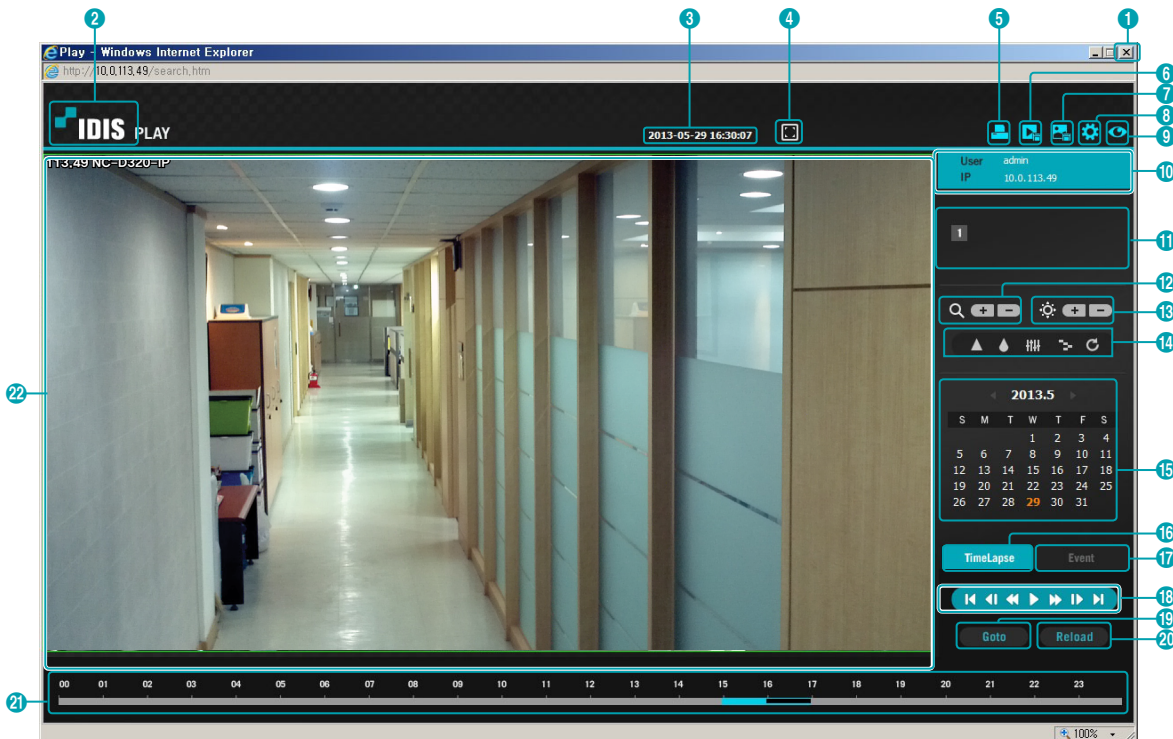 2 3 4 5 1
Play - Windows Internet Explorer
http://10.0.113.49/search.htm
6
7
8
9
IDIS PLAY
2013-05-29 16:30:07
113.49 NC-D320-IP
User admin
IP 10.0.113.49
10
1
11
12
13
14
22
2013.5
S M T W T F S
1 2 3 4
5 6 7 8 9 10 11
12 13 14 15 16 17 18
19 20 21 22 23 24 25
26 27 28 29 30 31
15
16
TimeLapse Event
17
18
19
Goto Reload
20
21
00 01 02 03 04 05 06 07 08 09 10 11 12 13 14 15 16 17 18 19 20 21 22 23
100%